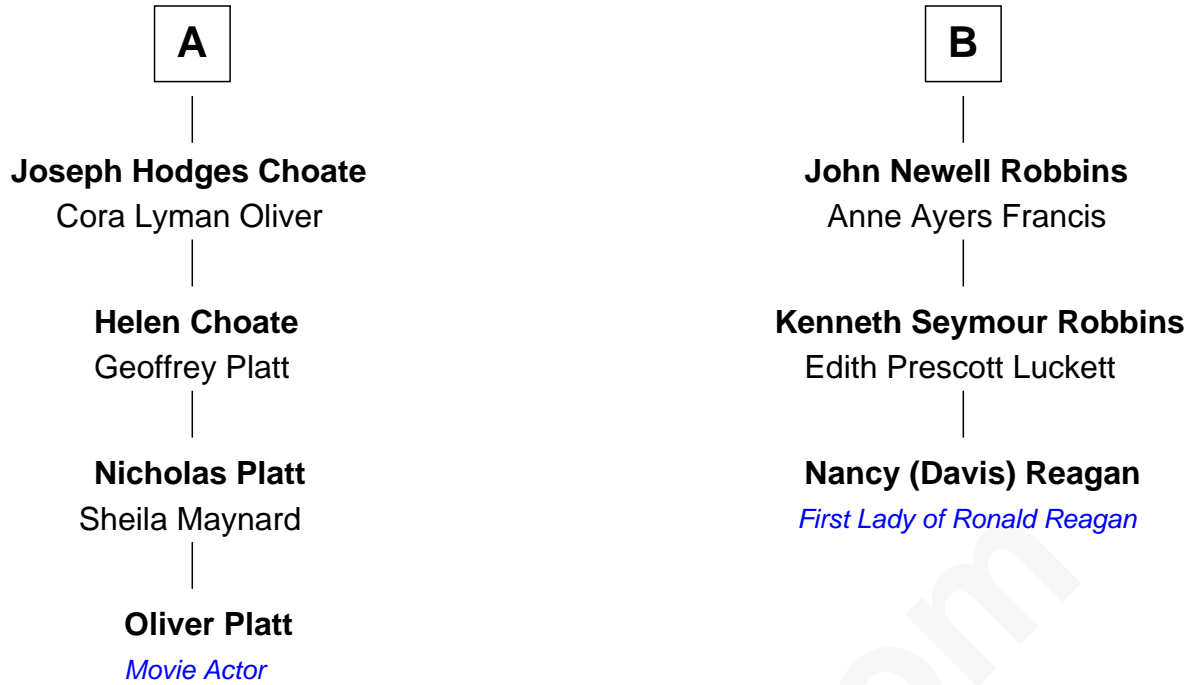 A
Joseph Hodges Choate
Cora Lyman Oliver
Helen Choate
Geoffrey Platt
Nicholas Platt
Sheila Maynard
Oliver Platt
Movie Actor
B
John Newell Robbins
Anne Ayers Francis
Kenneth Seymour Robbins
Edith Prescott Luckett
Nancy (Davis) Reagan
First Lady of Ronald Reagan
om